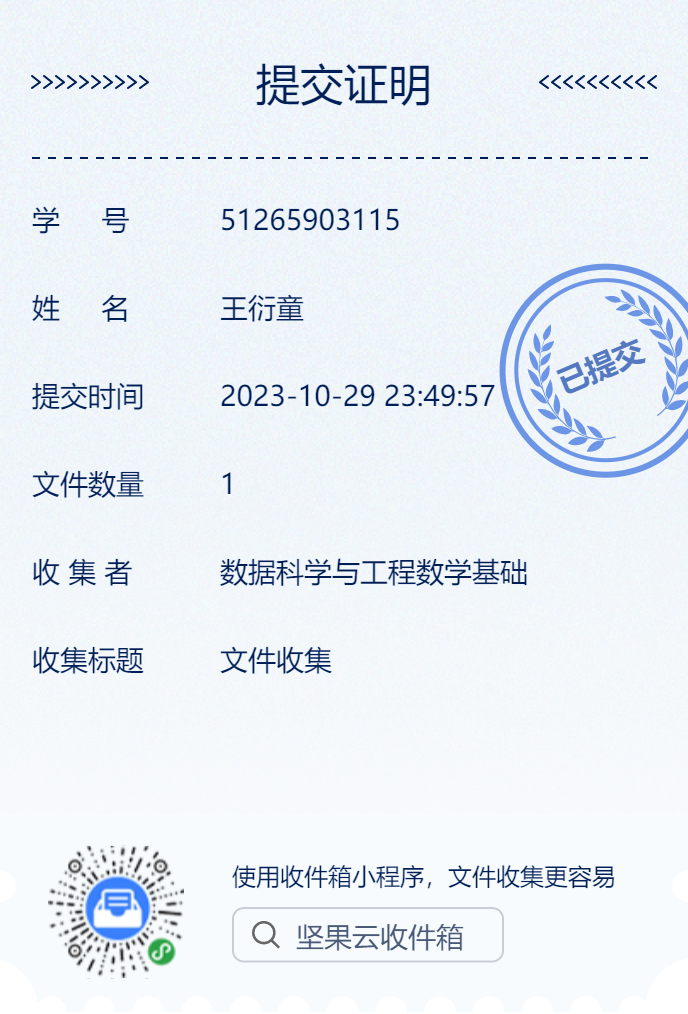 >>>>>>>>>> 提交证明 <<<<<<<<<<
学 号 51265903115
姓 名 王衍童
提交时间 2023-10-29 23:49:57
已提交
文件数量 1
收 集 者 数据科学与工程数学基础
收集标题 文件收集
使用收件箱小程序，文件收集更容易
坚果云收件箱